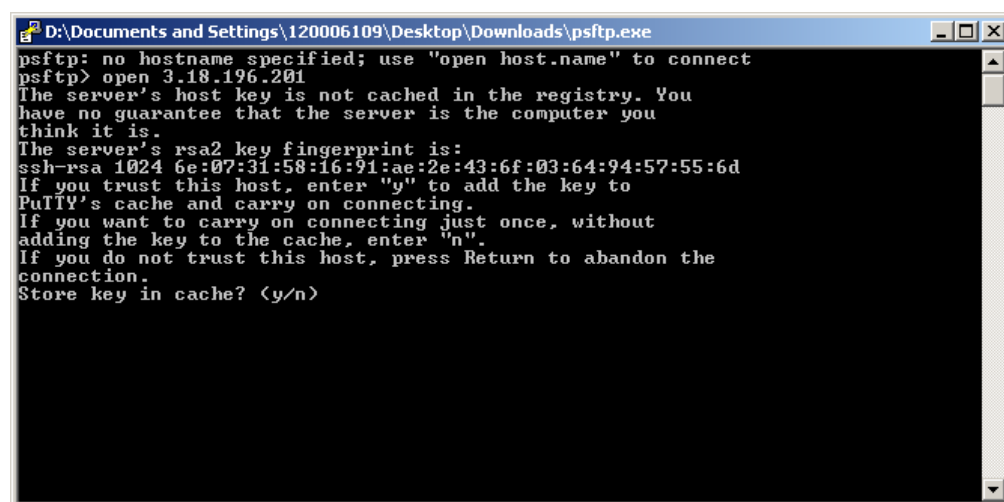 D:\Documents and Settings\120006109\Desktop\Downloads\psftp.exe
psftp: no hostname specified; use "open host.name" to connect
psftp> open 3.18.196.201
The server's host key is not cached in the registry. You
have no guarantee that the server is the computer you
think it is.
The server's rsa2 key fingerprint is:
ssh-rsa 1024 6e:07:31:58:16:91:ae:2e:43:6f:03:64:94:57:55:6d
If you trust this host, enter "y" to add the key to
PuTTY's cache and carry on connecting.
If you want to carry on connecting just once, without
adding the key to the cache, enter "n".
If you do not trust this host, press Return to abandon the
connection.
Store key in cache? (y/n)